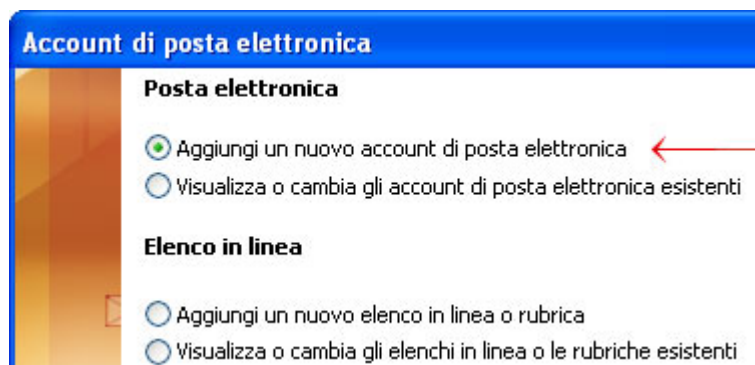 Account di posta elettronica
Posta elettronica
Aggiungi un nuovo account di posta elettronica
Visualizza o cambia gli account di posta elettronica esistenti
Elenco in linea
Aggiungi un nuovo elenco in linea o rubrica
Visualizza o cambia gli elenchi in linea o le rubriche esistenti